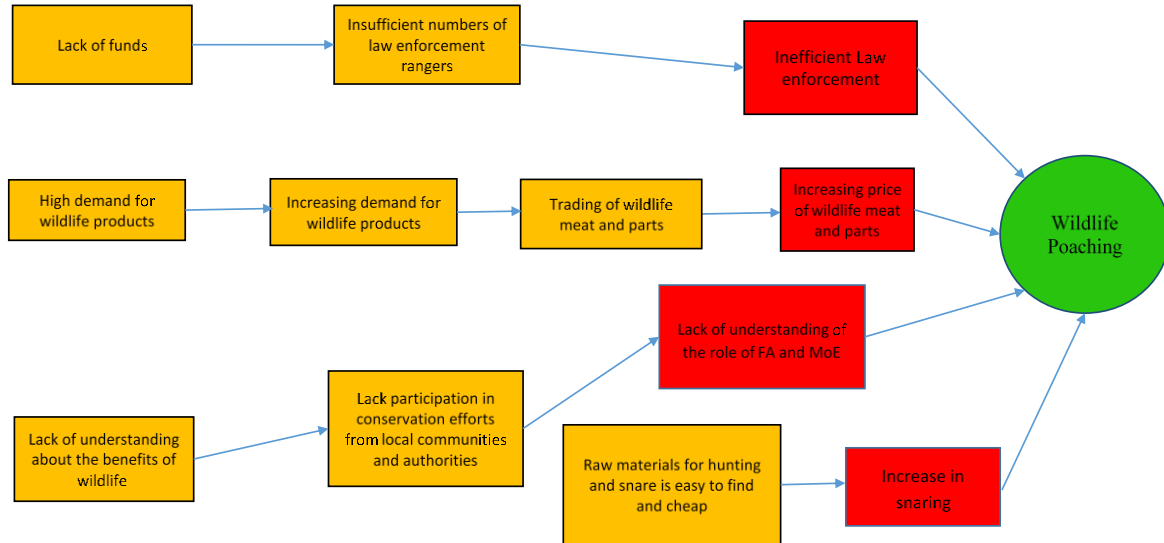 Lack of funds
Insufficient numbers of
law enforcement
rangers
Inefficient Law
enforcement
High demand for
wildlife products
Increasing demand for
wildlife products
Trading of wildlife
meat and parts
Increasing price
of wildlife meat
and parts
Wildlife
Poaching
Lack of understanding of
the role of FA and MoE
Lack of understanding
about the benefits of
wildlife
Lack participation in
conservation efforts
from local communities
and authorities
Raw materials for hunting
and snare is easy to find
and cheap
Increase in
snaring